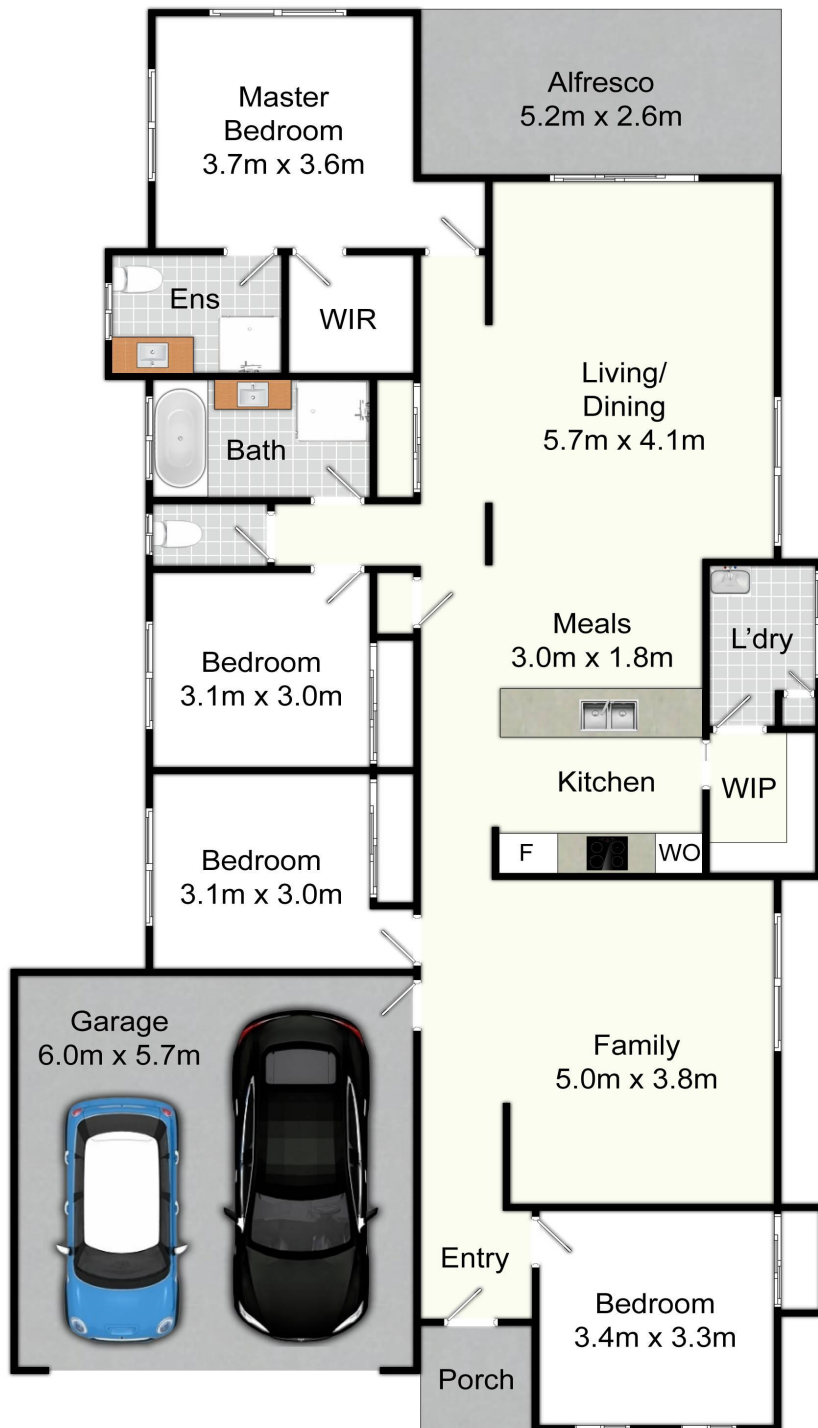 Master
Bedroom
3.7m x 3.6m
Alfresco
5.2m x 2.6m
Ens
WIR
Living/
Dining
5.7m x 4.1m
Bath
Meals
3.0m x 1.8m
L'dry
Bedroom
3.1m x 3.0m
Kitchen
WIP
F
WO
Bedroom
3.1m x 3.0m
Garage
6.0m x 5.7m
Family
5.0m x 3.8m
Entry
Bedroom
3.4m x 3.3m
Porch